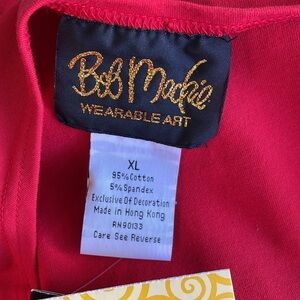 Bob Mackie
WEARABLE ART
XL
95% Cotton
5% Spandex
Exclusive Of Decoration
Made in Hong Kong
RN90133
Care See Reverse